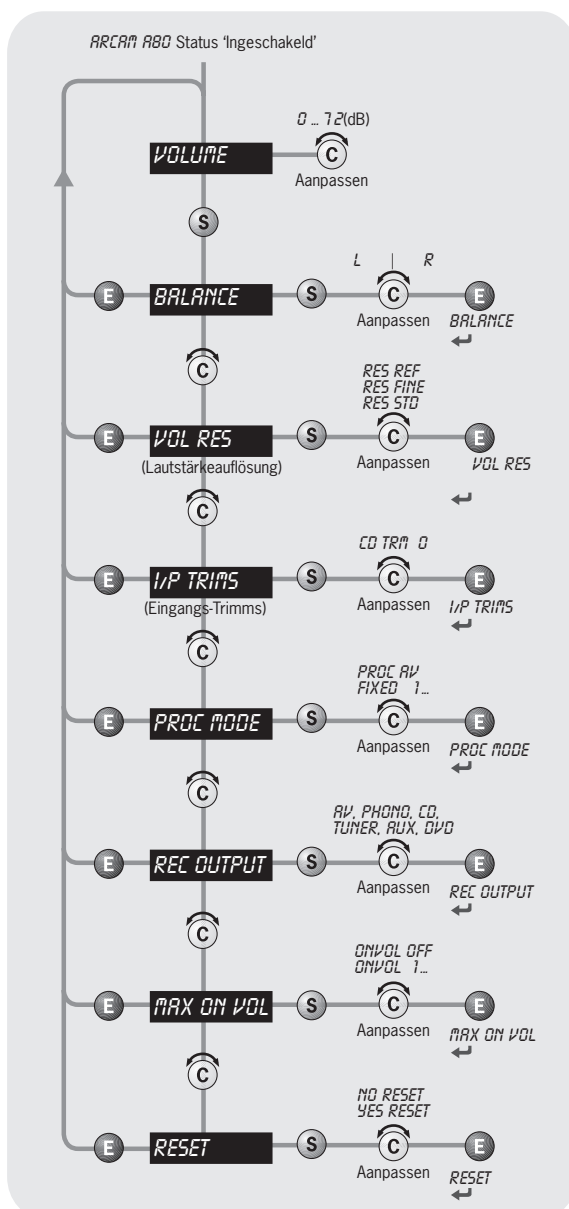 ARCAM A80 Status ‘Ingeschakeld’
0 ... 72(dB)
VOLUME
C
Aanpassen
S
L | R
E
BALANCE
S
C
E
Aanpassen
BALANCE
C
RES REF
RES FINE
RES STD
E
VOL RES
S
C
E
(Lautstärkeauflösung)
Aanpassen
VOL RES
C
CD TRM 0
E
I/P TRIMS
S
C
E
(Eingangs-Trimms)
Aanpassen
I/P TRIMS
C
PROC AV
FIXED 1...
E
PROC MODE
S
C
E
Aanpassen
PROC MODE
C
AV, PHONO, CD,
TUNER, AUX, DVD
E
REC OUTPUT
S
C
E
Aanpassen
REC OUTPUT
C
ONVOL OFF
ONVOL 1...
E
MAX ON VOL
S
C
E
Aanpassen
MAX ON VOL
C
NO RESET
YES RESET
E
RESET
S
C
E
Aanpassen
RESET